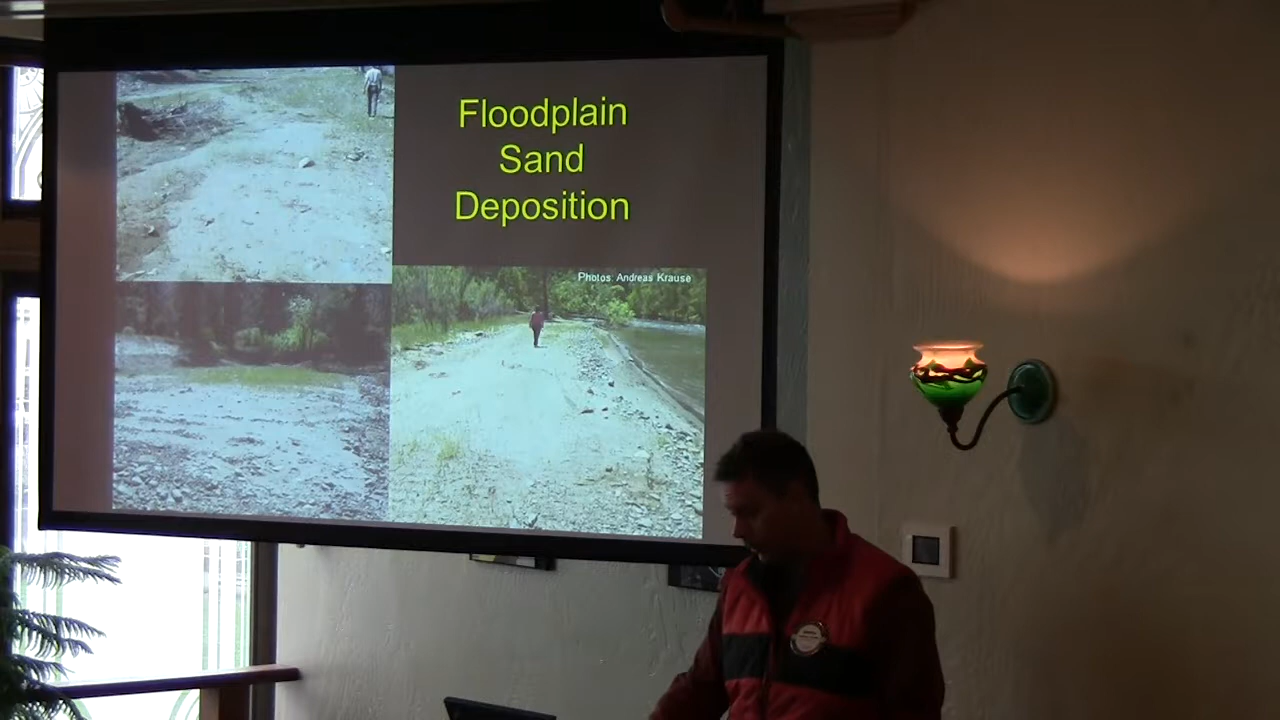 Floodplain
Sand
Deposition
Photos: Andreas Krause